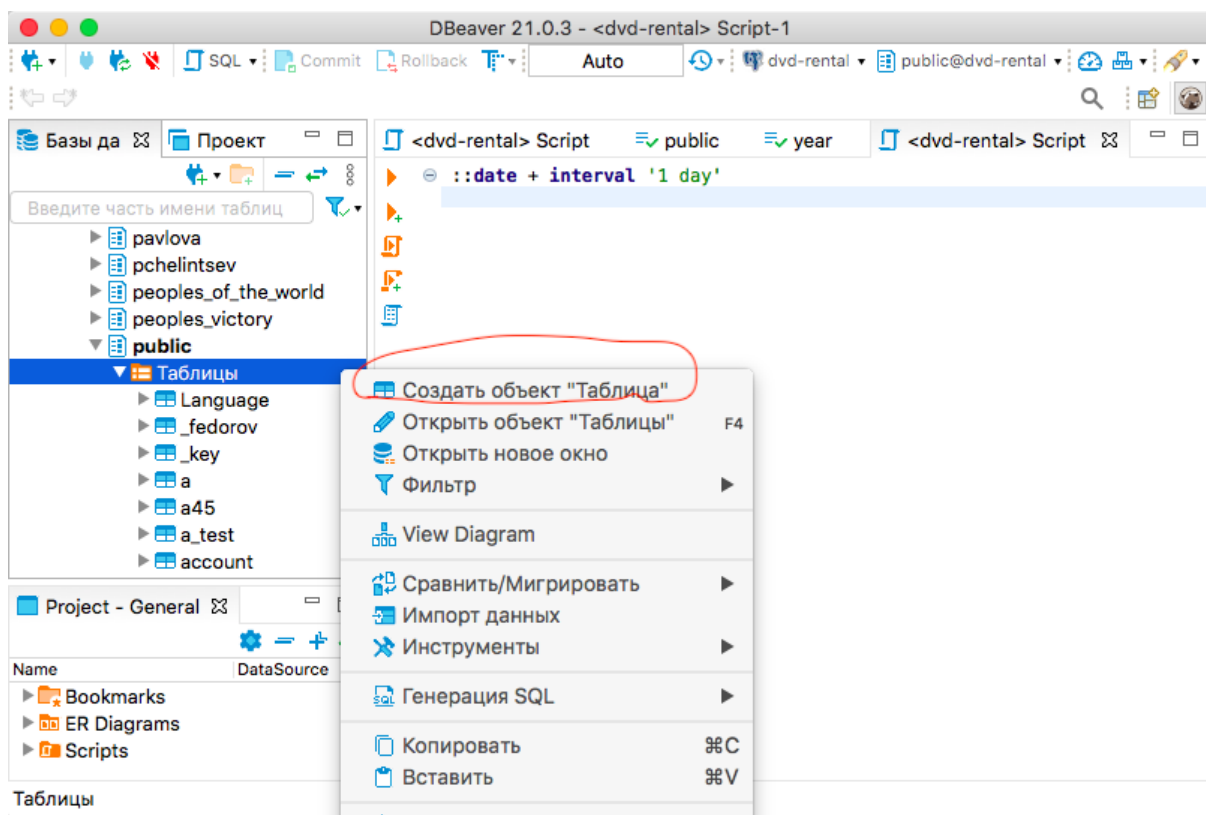 DBeaver 21.0.3 - <dvd-rental> Script-1
SQL Commit Rollback Auto dvd-rental public@dvd-rental
Базы да Проект
<dvd-rental> Script public year <dvd-rental> Script
::date + interval '1 day'
Введите часть имени таблиц
pavlova
pchelintsev
peoples_of_the_world
peoples_victory
public
Таблицы
Language
_fedorov
_key
a
a45
a_test
account
Создать объект "Таблица"
Открыть объект "Таблицы" F4
Открыть новое окно
Фильтр
View Diagram
Сравнить/Мигрировать
Импорт данных
Инструменты
Генерация SQL
Копировать ⌘C
Вставить ⌘V
Project - General
Name DataSource
Bookmarks
ER Diagrams
Scripts
Таблицы